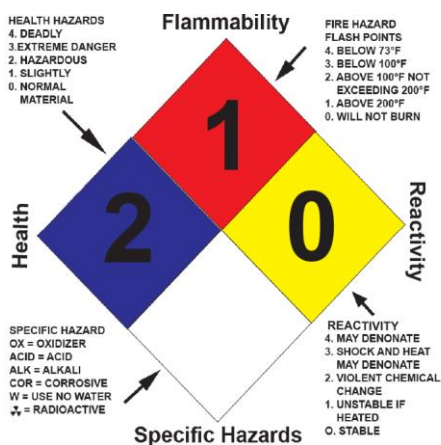 HEALTH HAZARDS
4. DEADLY
3.EXTREME DANGER
2. HAZARDOUS
1. SLIGHTLY
0. NORMAL
MATERIAL
Flammability
FIRE HAZARD
FLASH POINTS
4. BELOW 73°F
3. BELOW 100°F
2. ABOVE 100°F NOT
EXCEEDING 200°F
1. ABOVE 200°F
0. WILL NOT BURN
1
2
0
Health
Reactivity
SPECIFIC HAZARD
OX = OXIDIZER
ACID = ACID
ALK = ALKALI
COR = CORROSIVE
W = USE NO WATER
☢ = RADIOACTIVE
REACTIVITY
4. MAY DENONATE
3. SHOCK AND HEAT
MAY DENONATE
2. VIOLENT CHEMICAL
CHANGE
1. UNSTABLE IF
HEATED
O. STABLE
Specific Hazards